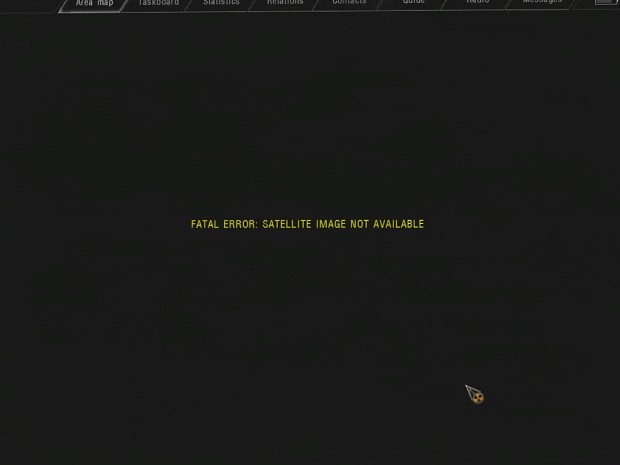 Area map Taskboard Statistics Relations Contacts Guide Radio Messages
FATAL ERROR: SATELLITE IMAGE NOT AVAILABLE